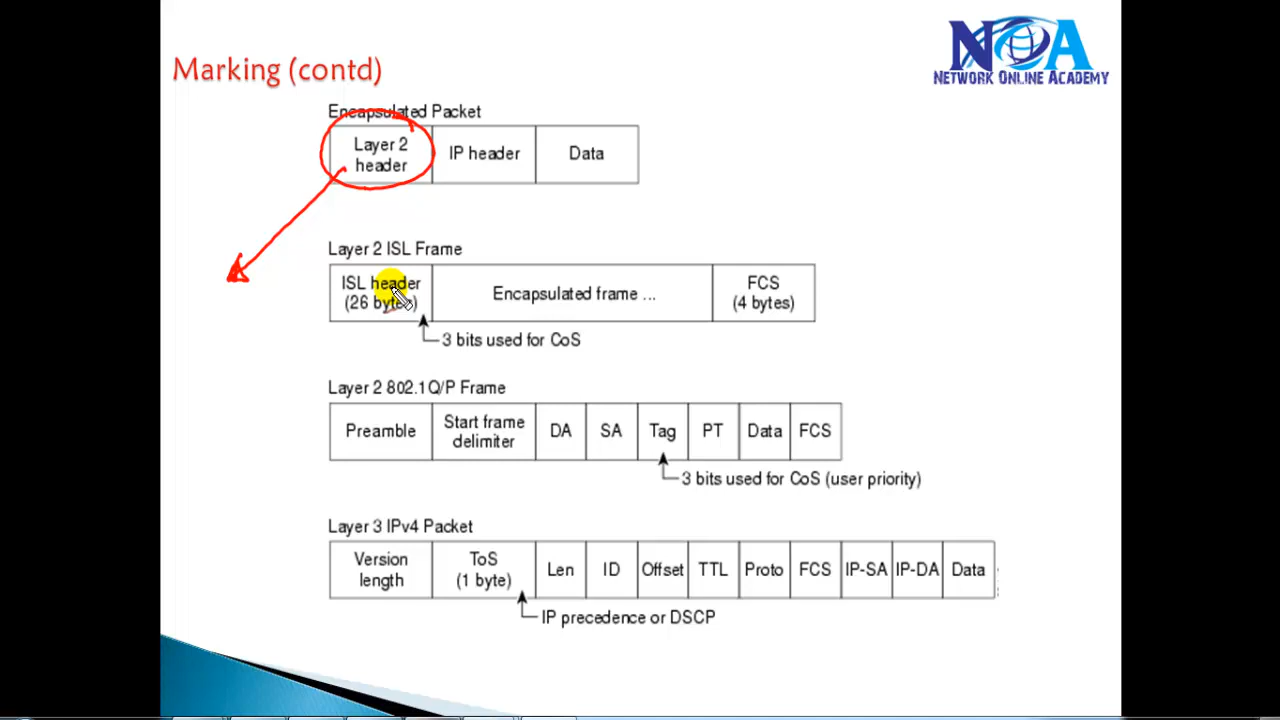 Marking (contd)
NOA
NETWORK ONLINE ACADEMY
Encapsulated Packet
Layer 2
header
IP header
Data
Layer 2 ISL Frame
ISL header
(26 bytes)
Encapsulated frame ...
FCS
(4 bytes)
3 bits used for CoS
Layer 2 802.1Q/P Frame
Preamble
Start frame
delimiter
DA
SA
Tag
PT
Data
FCS
3 bits used for CoS (user priority)
Layer 3 IPv4 Packet
Version
length
ToS
(1 byte)
Len
ID
Offset
TTL
Proto
FCS
IP-SA
IP-DA
Data
IP precedence or DSCP